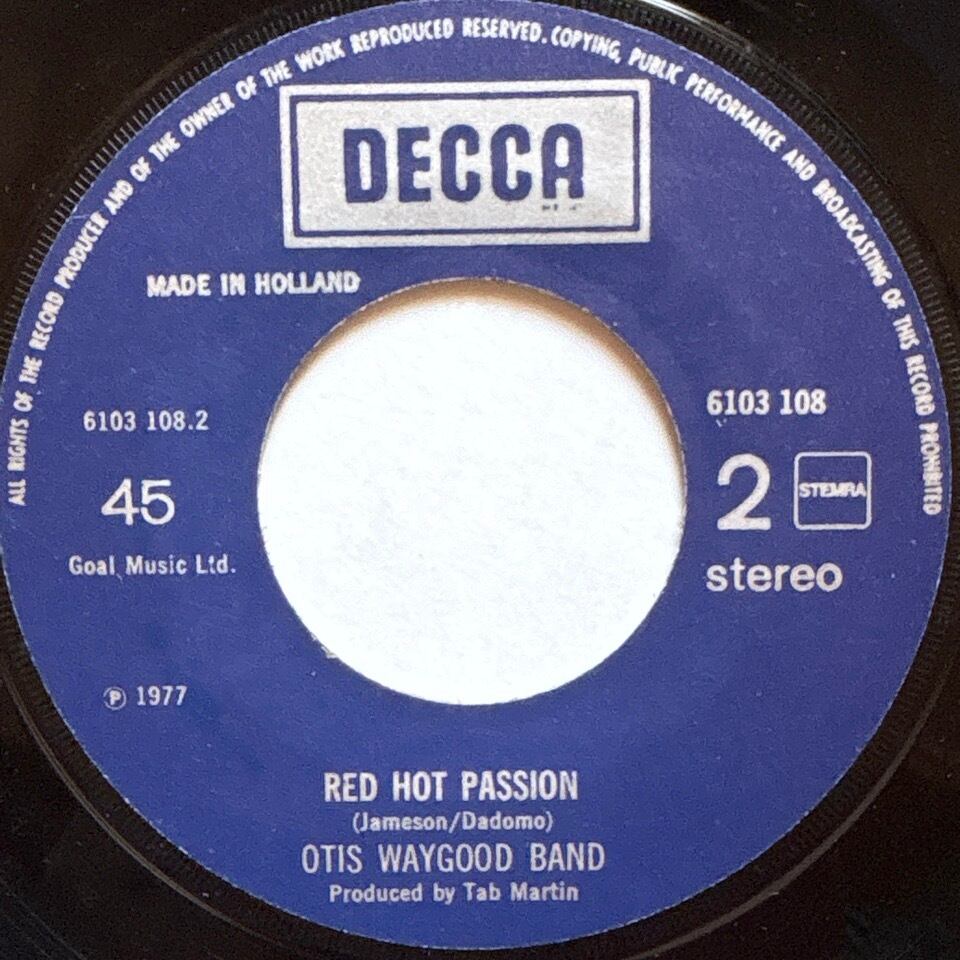 ALL RIGHTS OF THE RECORD PRODUCER AND OF THE OWNER OF THE WORK REPRODUCED RESERVED. COPYING, PUBLIC PERFORMANCE AND BROADCASTING OF THIS RECORD PROHIBITED
DECCA
MADE IN HOLLAND
6103 108.2
45
Goal Music Ltd.
℗ 1977
6103 108
2
STEMRA
stereo
RED HOT PASSION
(Jameson/Dadomo)
OTIS WAYGOOD BAND
Produced by Tab Martin